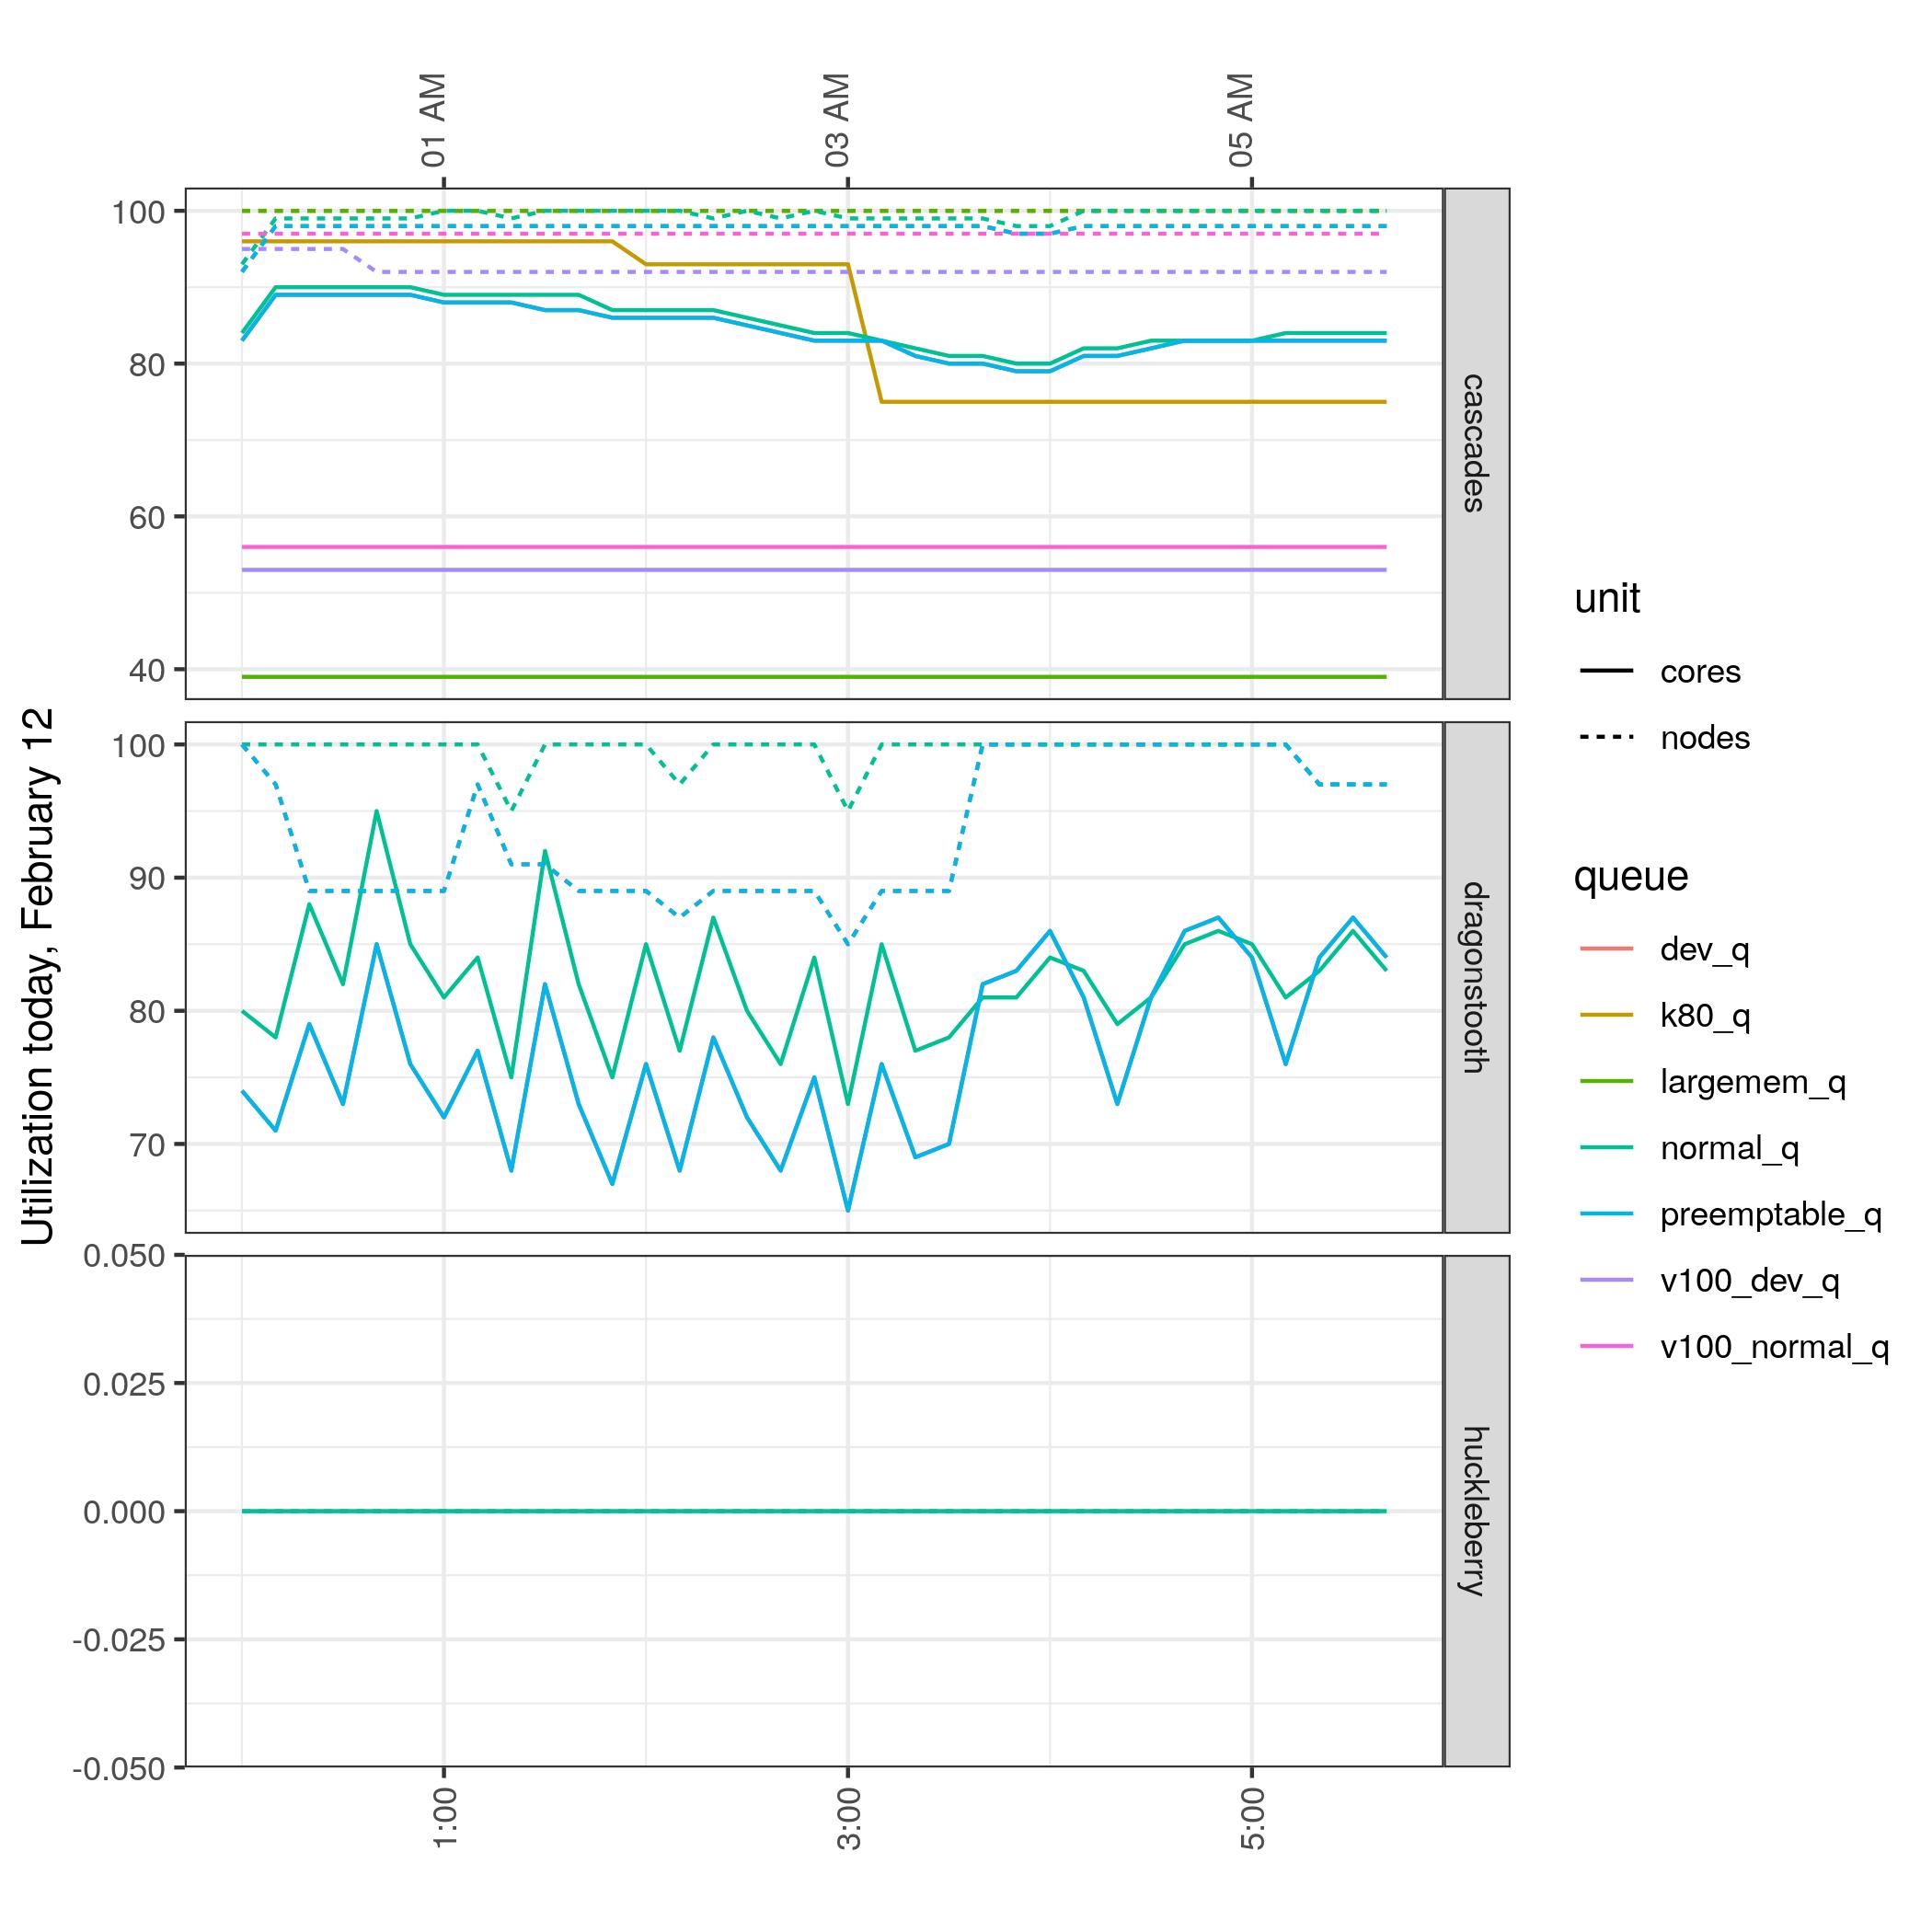 01 AM
03 AM
05 AM
Utilization today, February 12
100
80
60
40
cascades
100
90
80
70
dragonstooth
0.050
0.025
0.000
-0.025
-0.050
huckleberry
1:00
3:00
5:00
unit
cores
nodes
queue
dev_q
k80_q
largemem_q
normal_q
preemptable_q
v100_dev_q
v100_normal_q